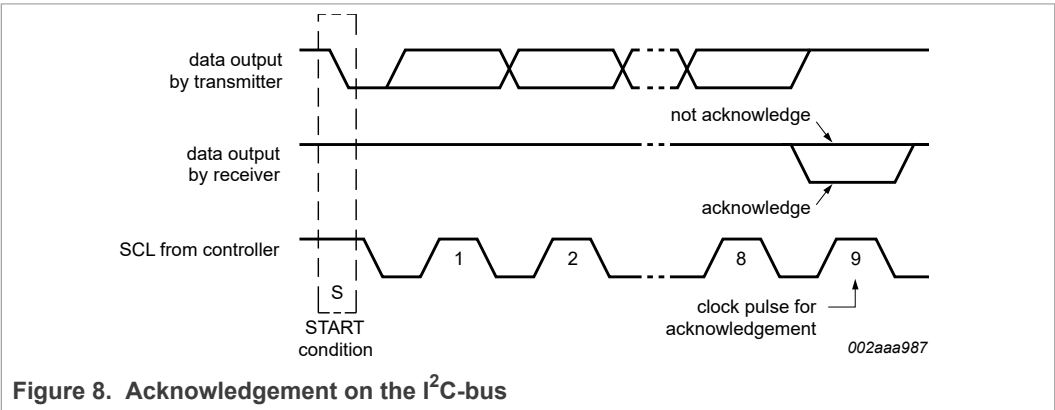 data output
by transmitter
not acknowledge
data output
by receiver
acknowledge
SCL from controller
1
2
8
9
S
START
condition
clock pulse for
acknowledgement
002aaa987
Figure 8. Acknowledgement on the I²C-bus